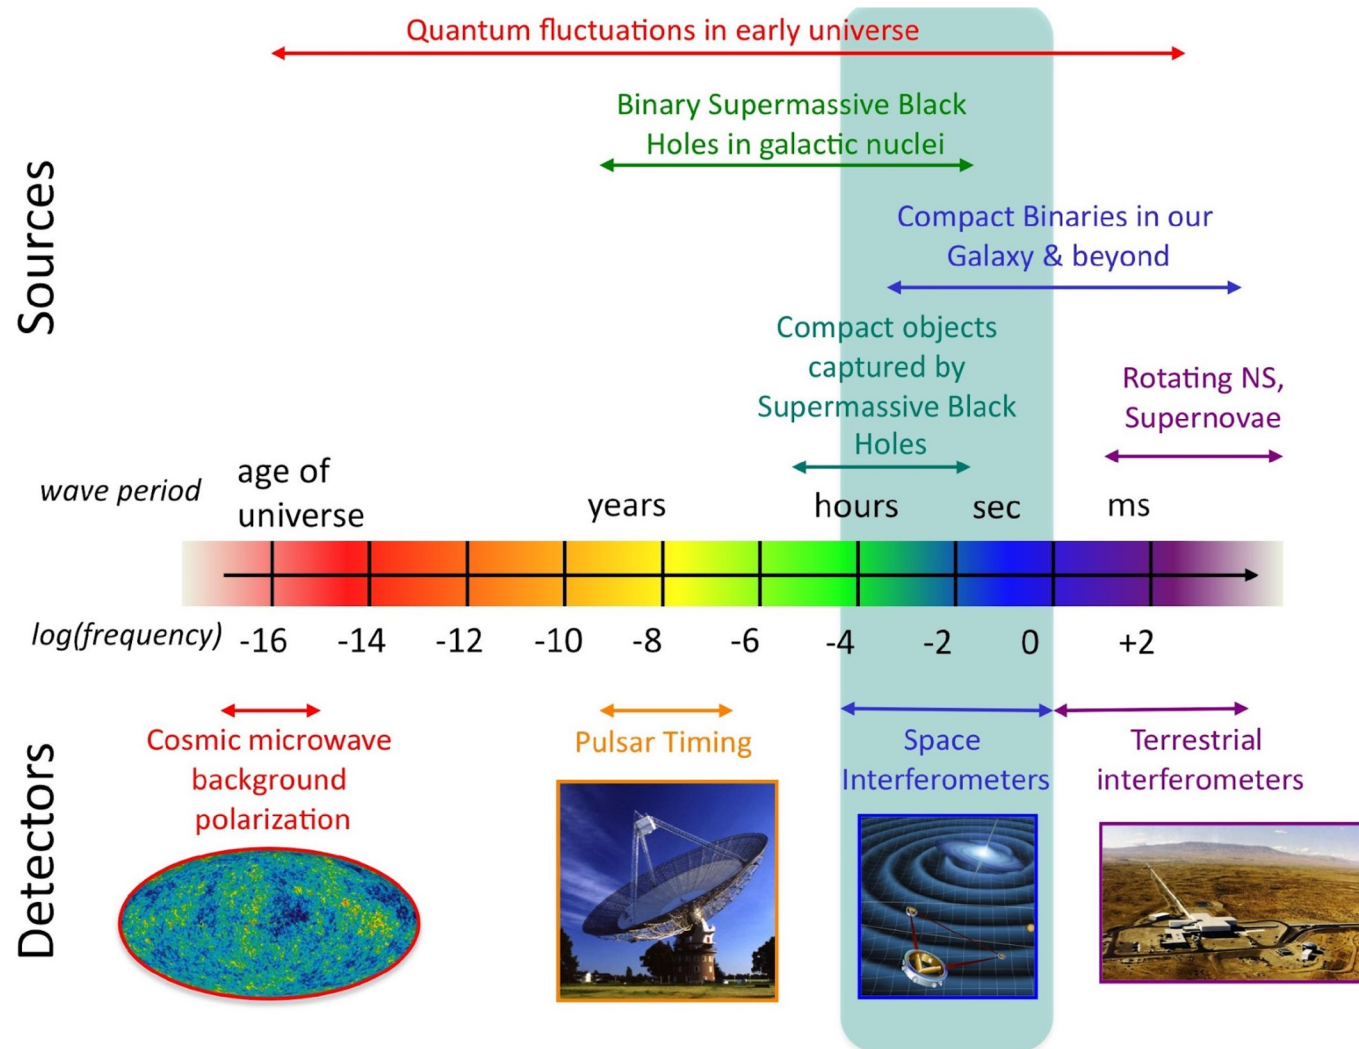 Quantum fluctuations in early universe
Binary Supermassive Black
Holes in galactic nuclei
Sources
Compact Binaries in our
Galaxy & beyond
Compact objects
captured by
Supermassive Black
Holes
Rotating NS,
Supernovae
wave period
age of
universe
years
hours
sec
ms
log(frequency)
-16
-14
-12
-10
-8
-6
-4
-2
0
+2
Detectors
Cosmic microwave
background
polarization
Pulsar Timing
Space
Interferometers
Terrestrial
interferometers